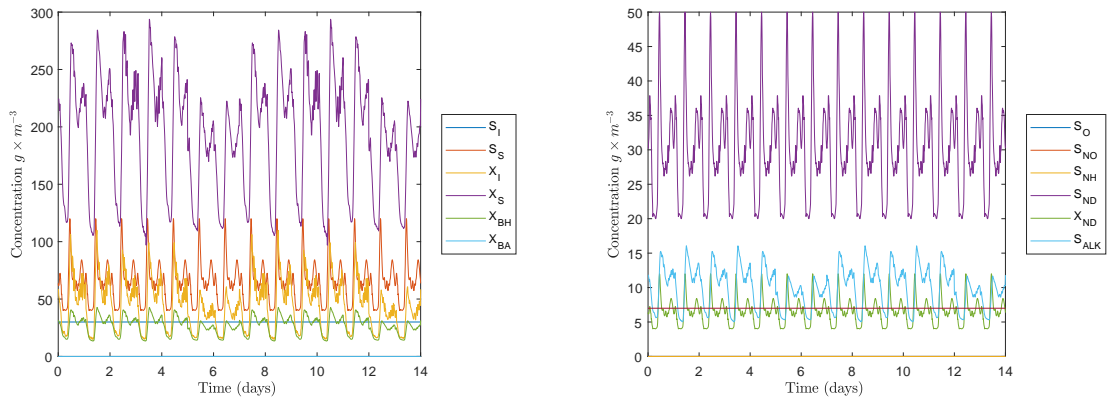 300
250
200
150
100
50
0
Concentration g × m⁻³
0 2 4 6 8 10 12 14
Time (days)
S_I
S_S
X_I
X_S
X_BH
X_BA
50
45
40
35
30
25
20
15
10
5
0
Concentration g × m⁻³
0 2 4 6 8 10 12 14
Time (days)
S_O
S_NO
S_NH
S_ND
X_ND
S_ALK